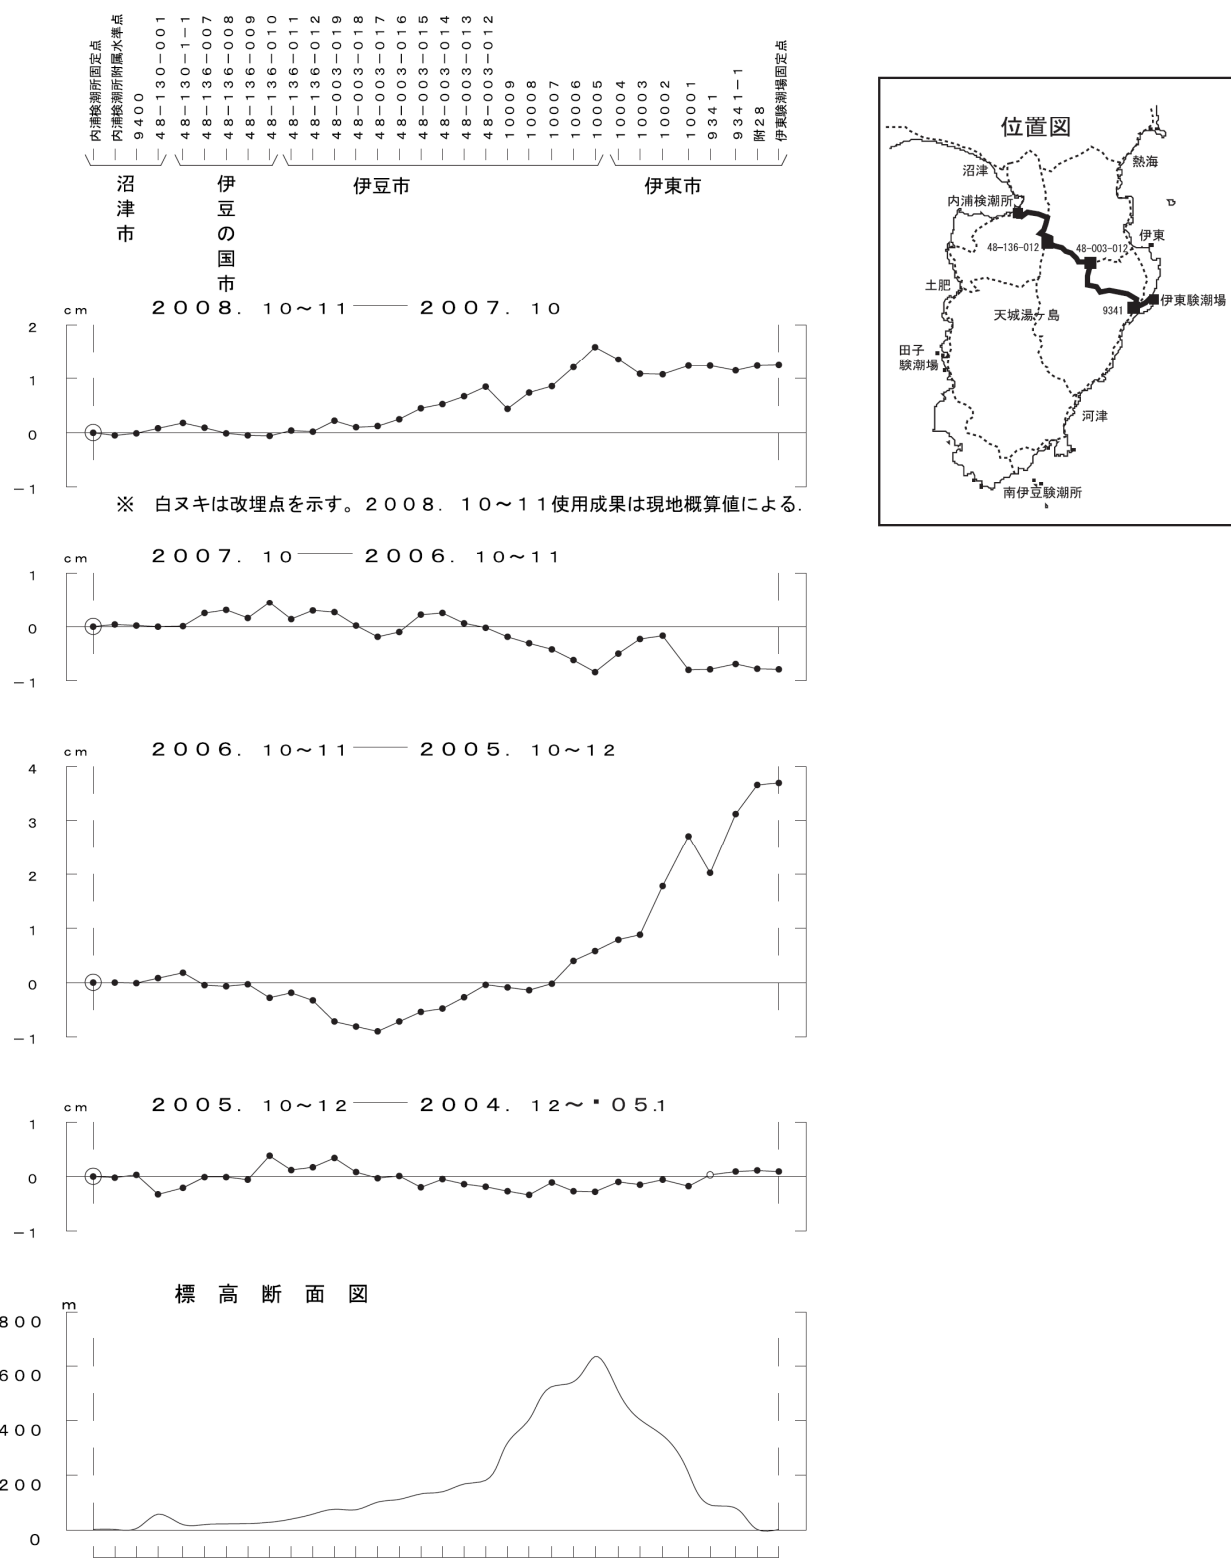 内浦検潮所固定点
内浦検潮所附属水準点
9400
48－130－001
48－130－1－1
48－136－007
48－136－008
48－136－009
48－136－010
48－136－011
48－136－012
48－003－019
48－003－018
48－003－017
48－003－016
48－003－015
48－003－014
48－003－013
48－003－012
10009
10008
10007
10006
10005
10004
10003
10002
10001
9341
9341－1
附28
伊東験潮場固定点
沼津市
伊豆の国市
伊豆市
伊東市
位置図
熱海
沼津
内浦検潮所
伊東
48-136-012
48-003-012
土肥
伊東験潮場
天城湯ヶ島
9341
田子
験潮場
河津
南伊豆験潮所
cm
2008. 10～11 ―― 2007. 10
2
1
0
－1
※ 白ヌキは改埋点を示す。2008. 10～11使用成果は現地概算値による.
cm
2007. 10 ―― 2006. 10～11
1
0
－1
cm
2006. 10～11 ―― 2005. 10～12
4
3
2
1
0
－1
cm
2005. 10～12 ―― 2004. 12～ ▪05.1
1
0
－1
標高断面図
m
800
600
400
200
0